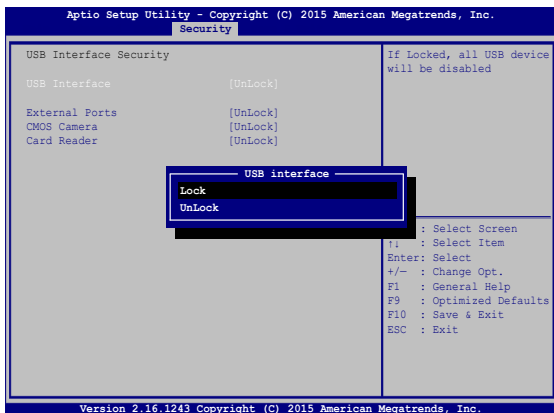 Aptio Setup Utility - Copyright (C) 2015 American Megatrends, Inc.
Security
USB Interface Security
USB Interface [UnLock]
External Ports [UnLock]
CMOS Camera [UnLock]
Card Reader [UnLock]
USB interface
Lock
UnLock
If Locked, all USB device
will be disabled
: Select Screen
↑↓ : Select Item
Enter: Select
+/— : Change Opt.
F1 : General Help
F9 : Optimized Defaults
F10 : Save & Exit
ESC : Exit
Version 2.16.1243 Copyright (C) 2015 American Megatrends, Inc.